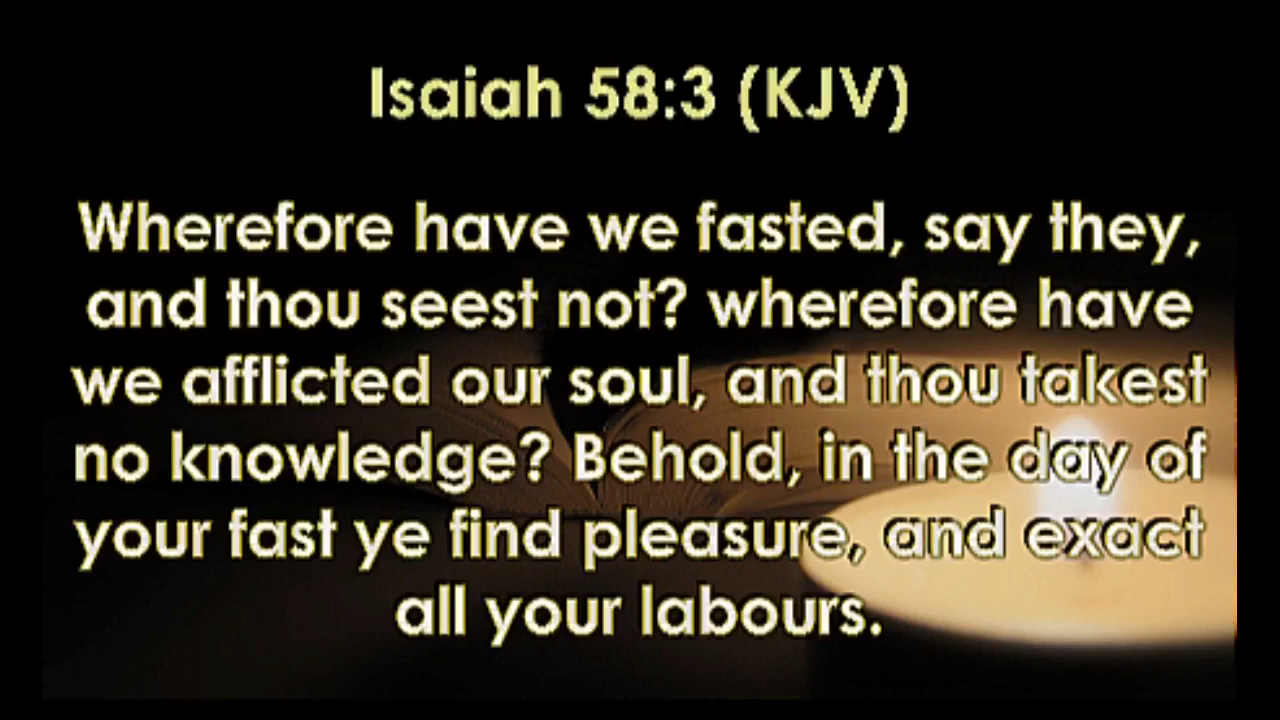 Isaiah 58:3 (KJV)
Wherefore have we fasted, say they,
and thou seest not? wherefore have
we afflicted our soul, and thou takest
no knowledge? Behold, in the day of
your fast ye find pleasure, and exact
all your labours.